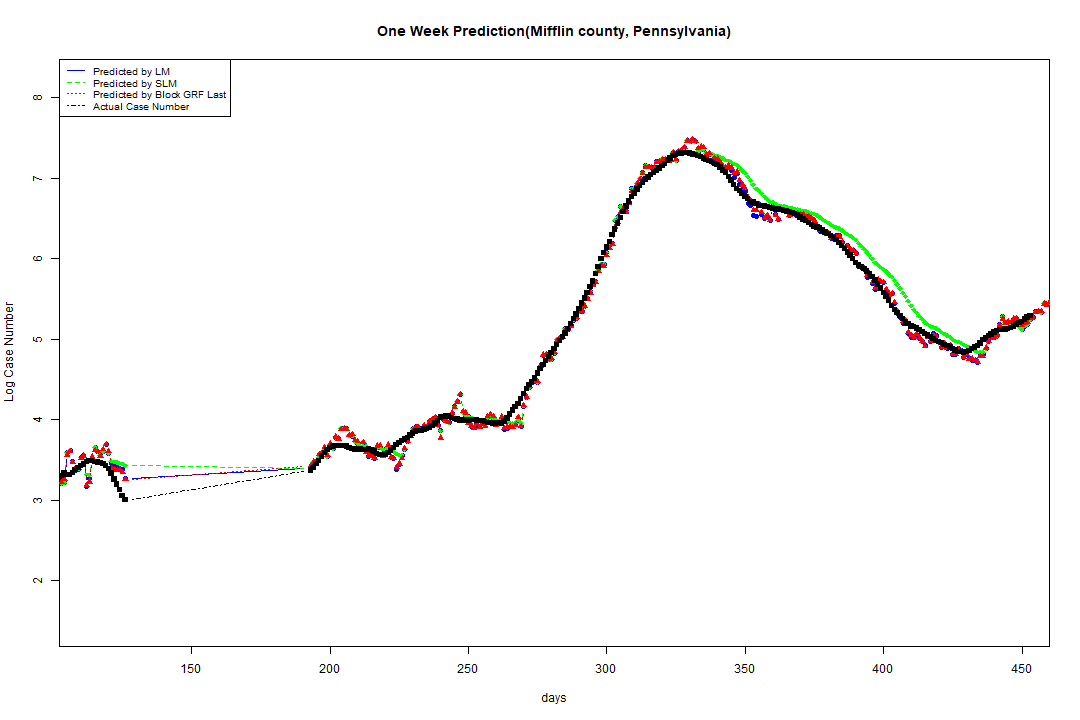 One Week Prediction(Mifflin county, Pennsylvania)
Predicted by LM
Predicted by SLM
Predicted by Block GRF Last
Actual Case Number
8
7
6
5
4
3
2
Log Case Number
150 200 250 300 350 400 450
days